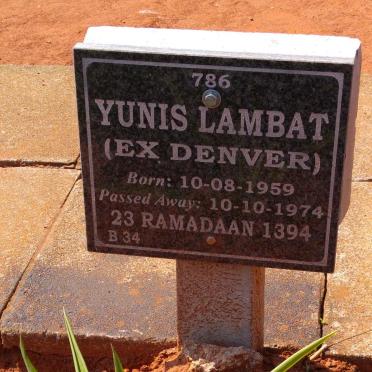 786
YUNIS LAMBAT
(EX DENVER)
Born: 10-08-1959
Passed Away: 10-10-1974
23 RAMADAAN 1394
B 34